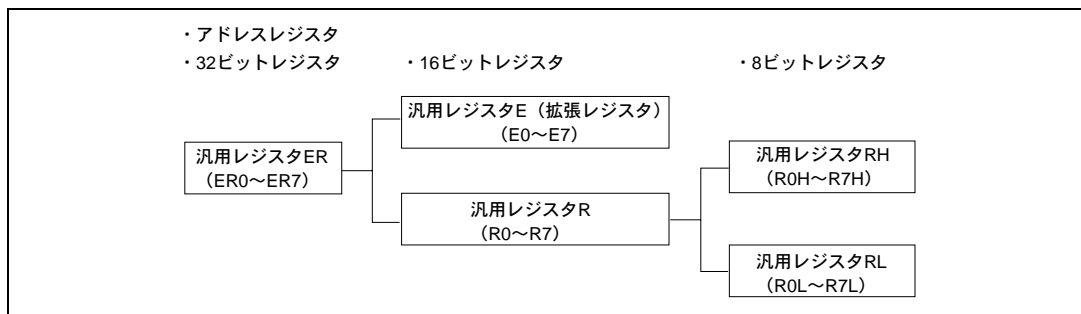 ・アドレスレジスタ
・32ビットレジスタ ・16ビットレジスタ ・8ビットレジスタ
汎用レジスタE（拡張レジスタ）
（E0～E7）
汎用レジスタER
（ER0～ER7）
汎用レジスタRH
（R0H～R7H）
汎用レジスタR
（R0～R7）
汎用レジスタRL
（R0L～R7L）